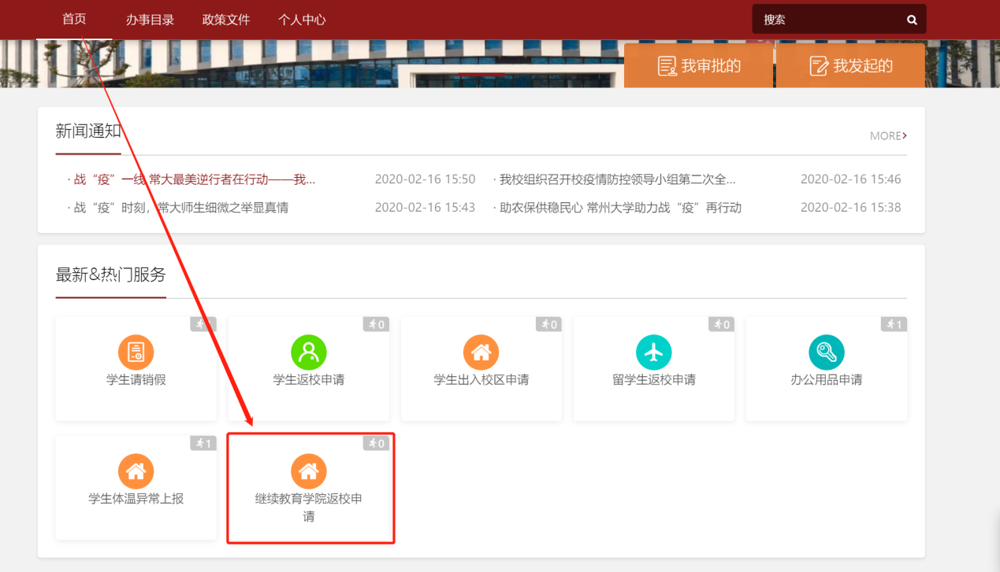 首页 办事目录 政策文件 个人中心 搜索
我审批的 我发起的
新闻通知 MORE
· 战“疫”一线 常大最美逆行者在行动——我... 2020-02-16 15:50 · 我校组织召开校疫情防控领导小组第二次全... 2020-02-16 15:46
· 战“疫”时刻，常大师生细微之举显真情 2020-02-16 15:43 · 助农保供稳民心 常州大学助力战“疫”再行动 2020-02-16 15:38
最新&热门服务
0 0 0 1
学生请销假 学生返校申请 学生出入校区申请 留学生返校申请 办公用品申请
1 0
学生体温异常上报 继续教育学院返校申
请